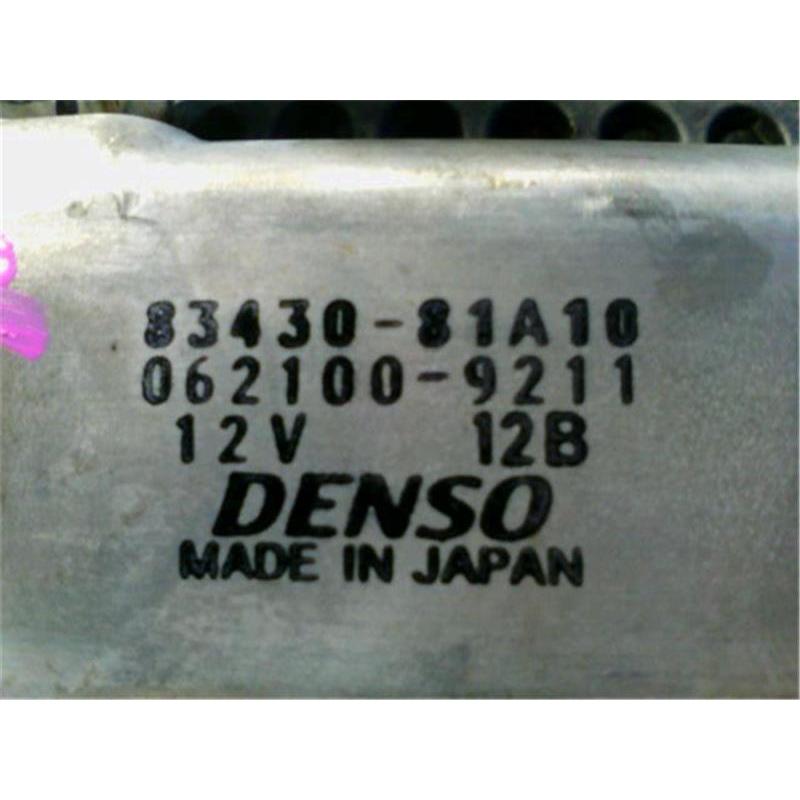 83430-81A10
062100-9211
12V 12B
DENSO
MADE IN JAPAN